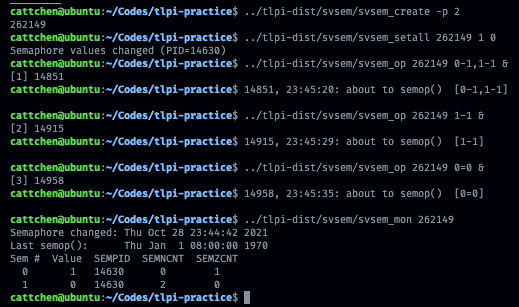 cattchen@ubuntu:~/Codes/tlpi-practice$ ../tlpi-dist/svsem/svsem_create -p 2
262149
cattchen@ubuntu:~/Codes/tlpi-practice$ ../tlpi-dist/svsem/svsem_setall 262149 1 0
Semaphore values changed (PID=14630)
cattchen@ubuntu:~/Codes/tlpi-practice$ ../tlpi-dist/svsem/svsem_op 262149 0-1,1-1 &
[1] 14851
cattchen@ubuntu:~/Codes/tlpi-practice$ 14851, 23:45:20: about to semop()  [0-1,1-1]
cattchen@ubuntu:~/Codes/tlpi-practice$ ../tlpi-dist/svsem/svsem_op 262149 1-1 &
[2] 14915
cattchen@ubuntu:~/Codes/tlpi-practice$ 14915, 23:45:29: about to semop()  [1-1]
cattchen@ubuntu:~/Codes/tlpi-practice$ ../tlpi-dist/svsem/svsem_op 262149 0=0 &
[3] 14958
cattchen@ubuntu:~/Codes/tlpi-practice$ 14958, 23:45:35: about to semop()  [0=0]
cattchen@ubuntu:~/Codes/tlpi-practice$ ../tlpi-dist/svsem/svsem_mon 262149
Semaphore changed: Thu Oct 28 23:44:42 2021
Last semop():      Thu Jan  1 08:00:00 1970
Sem #  Value  SEMPID  SEMNCNT  SEMZCNT
0 1 14630 0 1
1 0 14630 2 0
cattchen@ubuntu:~/Codes/tlpi-practice$